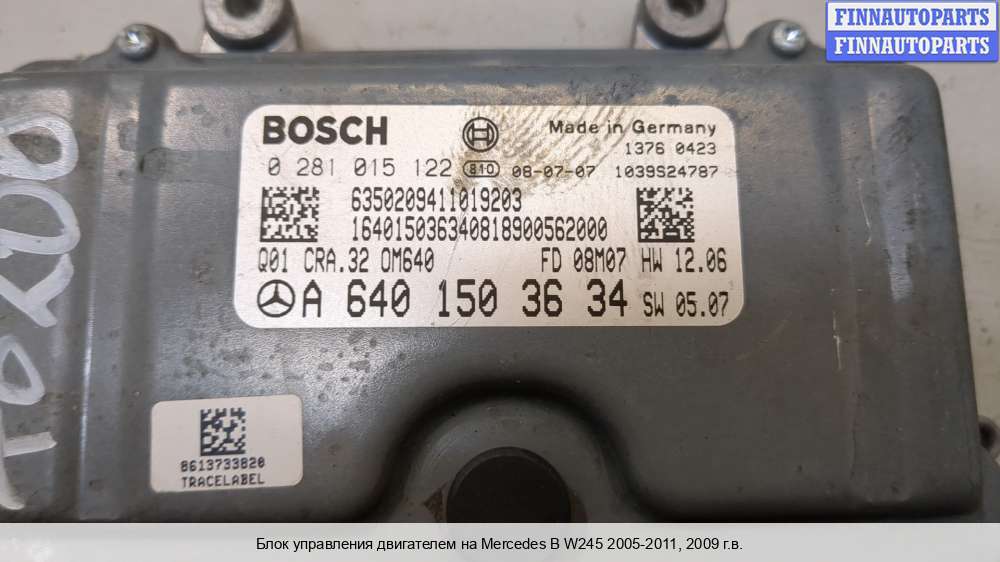 FINNAUTOPARTS
FINNAUTOPARTS
BOSCH
Made in Germany
1376 0423
0 281 015 122 810 08-07-07 1039S24787
6350209411019203
164015036340818900562000
Q01 CRA.32 OM640 FD 08M07 HW 12.06
A 640 150 36 34 SW 05.07
8613733820
TRACELABEL
Блок управления двигателем на Mercedes B W245 2005-2011, 2009 г.в.